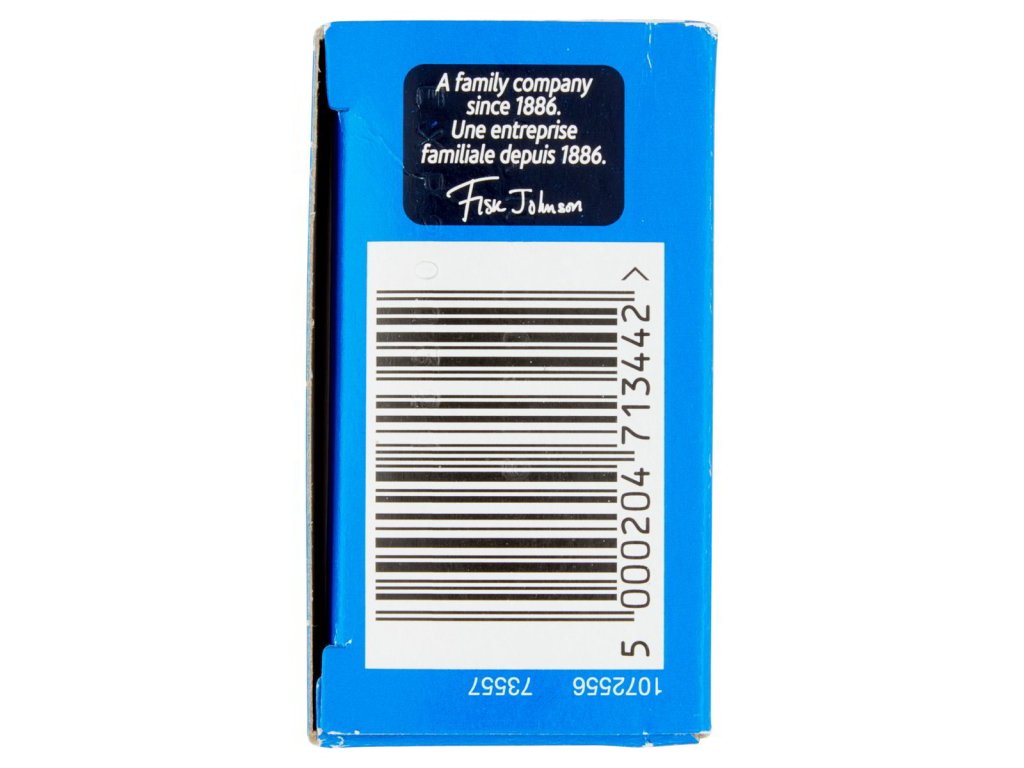 A family company
since 1886.
Une entreprise
familiale depuis 1886.
Fisk Johnson
5 000204 713442 >
1072556 73557